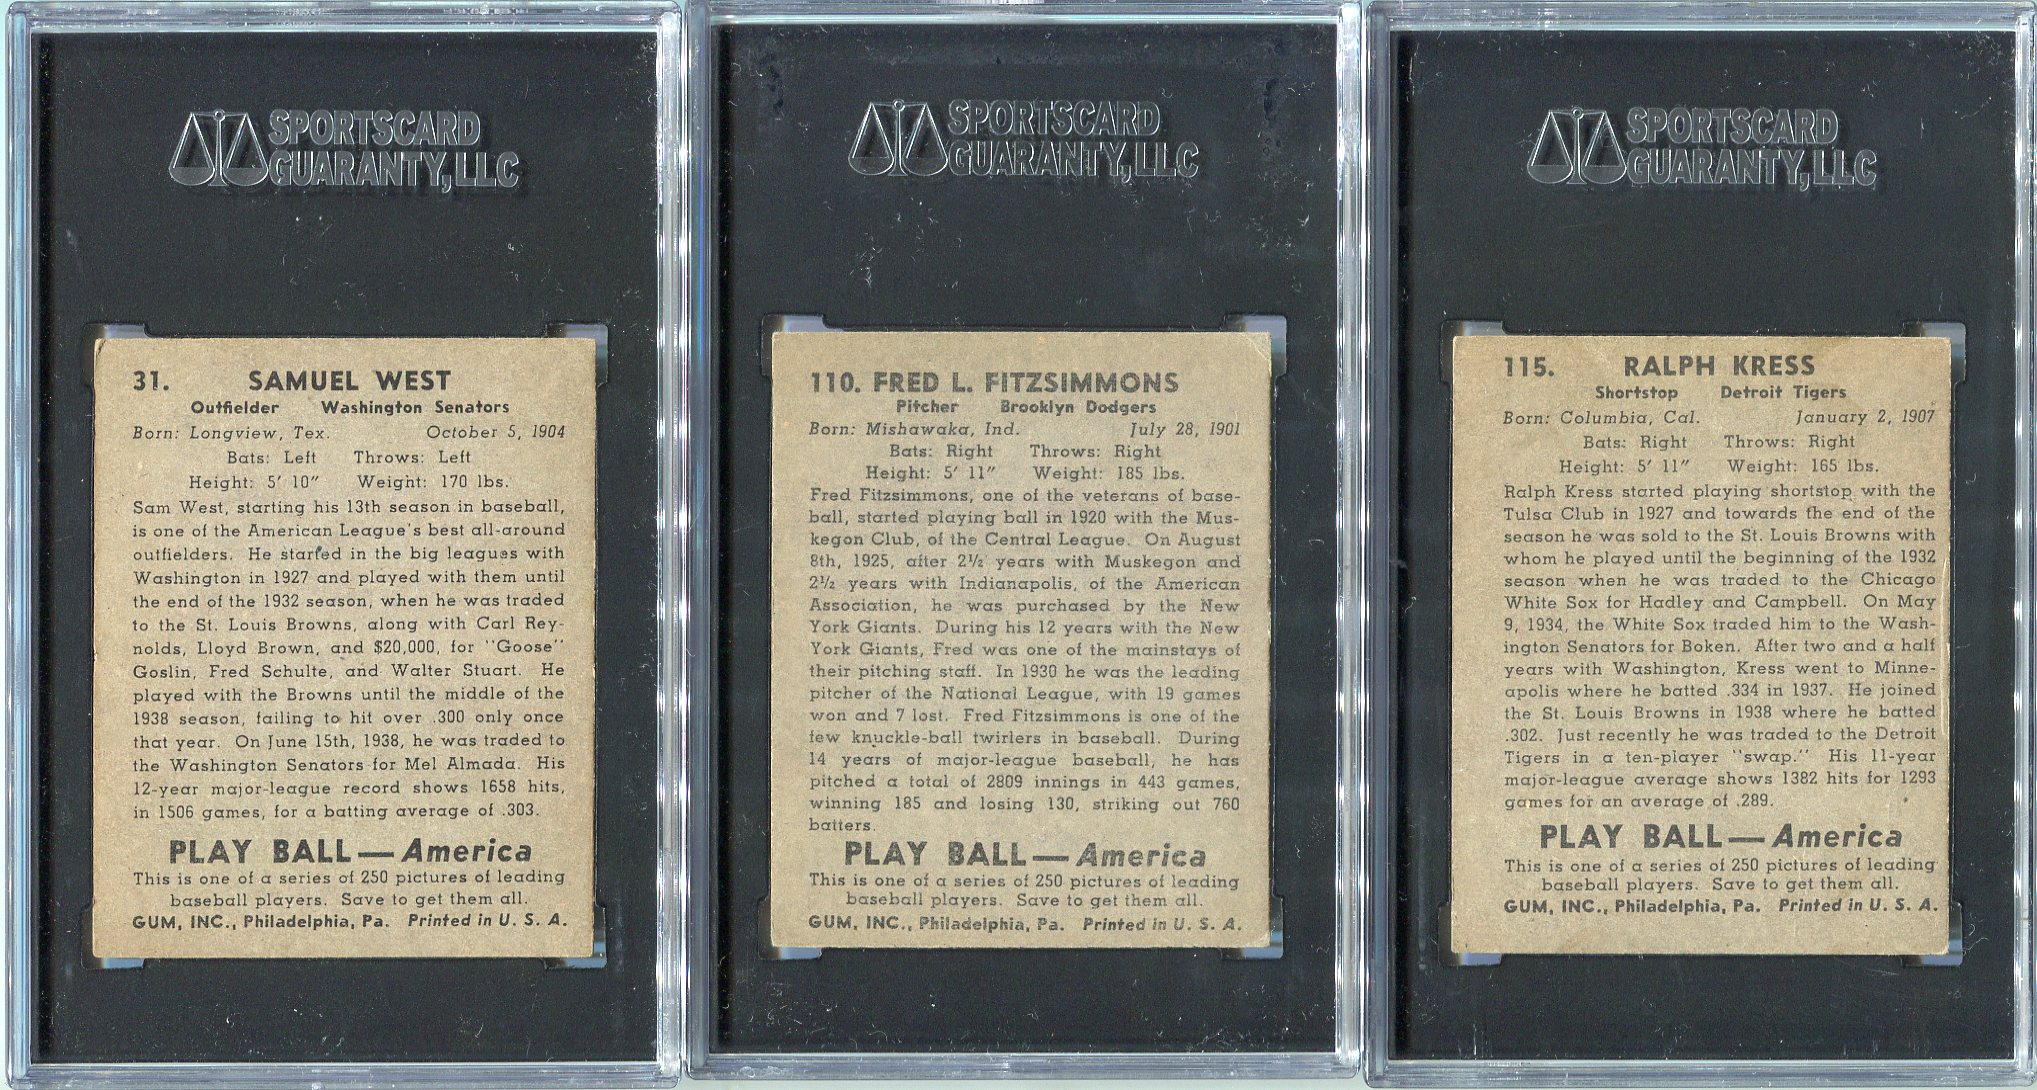 SPORTSCARD
GUARANTY, LLC
31. SAMUEL WEST
Outfielder Washington Senators
Born: Longview, Tex. October 5, 1904
Bats: Left Throws: Left
Height: 5' 10" Weight: 170 lbs.
Sam West, starting his 13th season in baseball,
is one of the American League's best all-around
outfielders. He started in the big leagues with
Washington in 1927 and played with them until
the end of the 1932 season, when he was traded
to the St. Louis Browns, along with Carl Rey-
nolds, Lloyd Brown, and $20,000, for "Goose"
Goslin, Fred Schulte, and Walter Stuart. He
played with the Browns until the middle of the
1938 season, failing to hit over .300 only once
that year. On June 15th, 1938, he was traded to
the Washington Senators for Mel Almada. His
12-year major-league record shows 1658 hits,
in 1506 games, for a batting average of .303.
PLAY BALL—America
This is one of a series of 250 pictures of leading
baseball players. Save to get them all.
GUM, INC., Philadelphia, Pa. Printed in U. S. A.
SPORTSCARD
GUARANTY, LLC
110. FRED L. FITZSIMMONS
Pitcher Brooklyn Dodgers
Born: Mishawaka, Ind. July 28, 1901
Bats: Right Throws: Right
Height: 5' 11" Weight: 185 lbs.
Fred Fitzsimmons, one of the veterans of base-
ball, started playing ball in 1920 with the Mus-
kegon Club, of the Central League. On August
8th, 1925, after 2½ years with Muskegon and
2½ years with Indianapolis, of the American
Association, he was purchased by the New
York Giants. During his 12 years with the New
York Giants, Fred was one of the mainstays of
their pitching staff. In 1930 he was the leading
pitcher of the National League, with 19 games
won and 7 lost. Fred Fitzsimmons is one of the
few knuckle-ball twirlers in baseball. During
14 years of major-league baseball, he has
pitched a total of 2809 innings in 443 games,
winning 185 and losing 130, striking out 760
batters.
PLAY BALL—America
This is one of a series of 250 pictures of leading
baseball players. Save to get them all.
GUM, INC., Philadelphia, Pa. Printed in U. S. A.
SPORTSCARD
GUARANTY, LLC
115. RALPH KRESS
Shortstop Detroit Tigers
Born: Columbia, Cal. January 2, 1907
Bats: Right Throws: Right
Height: 5' 11" Weight: 165 lbs.
Ralph Kress started playing shortstop with the
Tulsa Club in 1927 and towards the end of the
season he was sold to the St. Louis Browns with
whom he played until the beginning of the 1932
season when he was traded to the Chicago
White Sox for Hadley and Campbell. On May
9, 1934, the White Sox traded him to the Wash-
ington Senators for Boken. After two and a half
years with Washington, Kress went to Minne-
apolis where he batted .334 in 1937. He joined
the St. Louis Browns in 1938 where he batted
.302. Just recently he was traded to the Detroit
Tigers in a ten-player "swap." His 11-year
major-league average shows 1382 hits for 1293
games for an average of .289.
PLAY BALL—America
This is one of a series of 250 pictures of leading
baseball players. Save to get them all.
GUM, INC., Philadelphia, Pa. Printed in U. S. A.